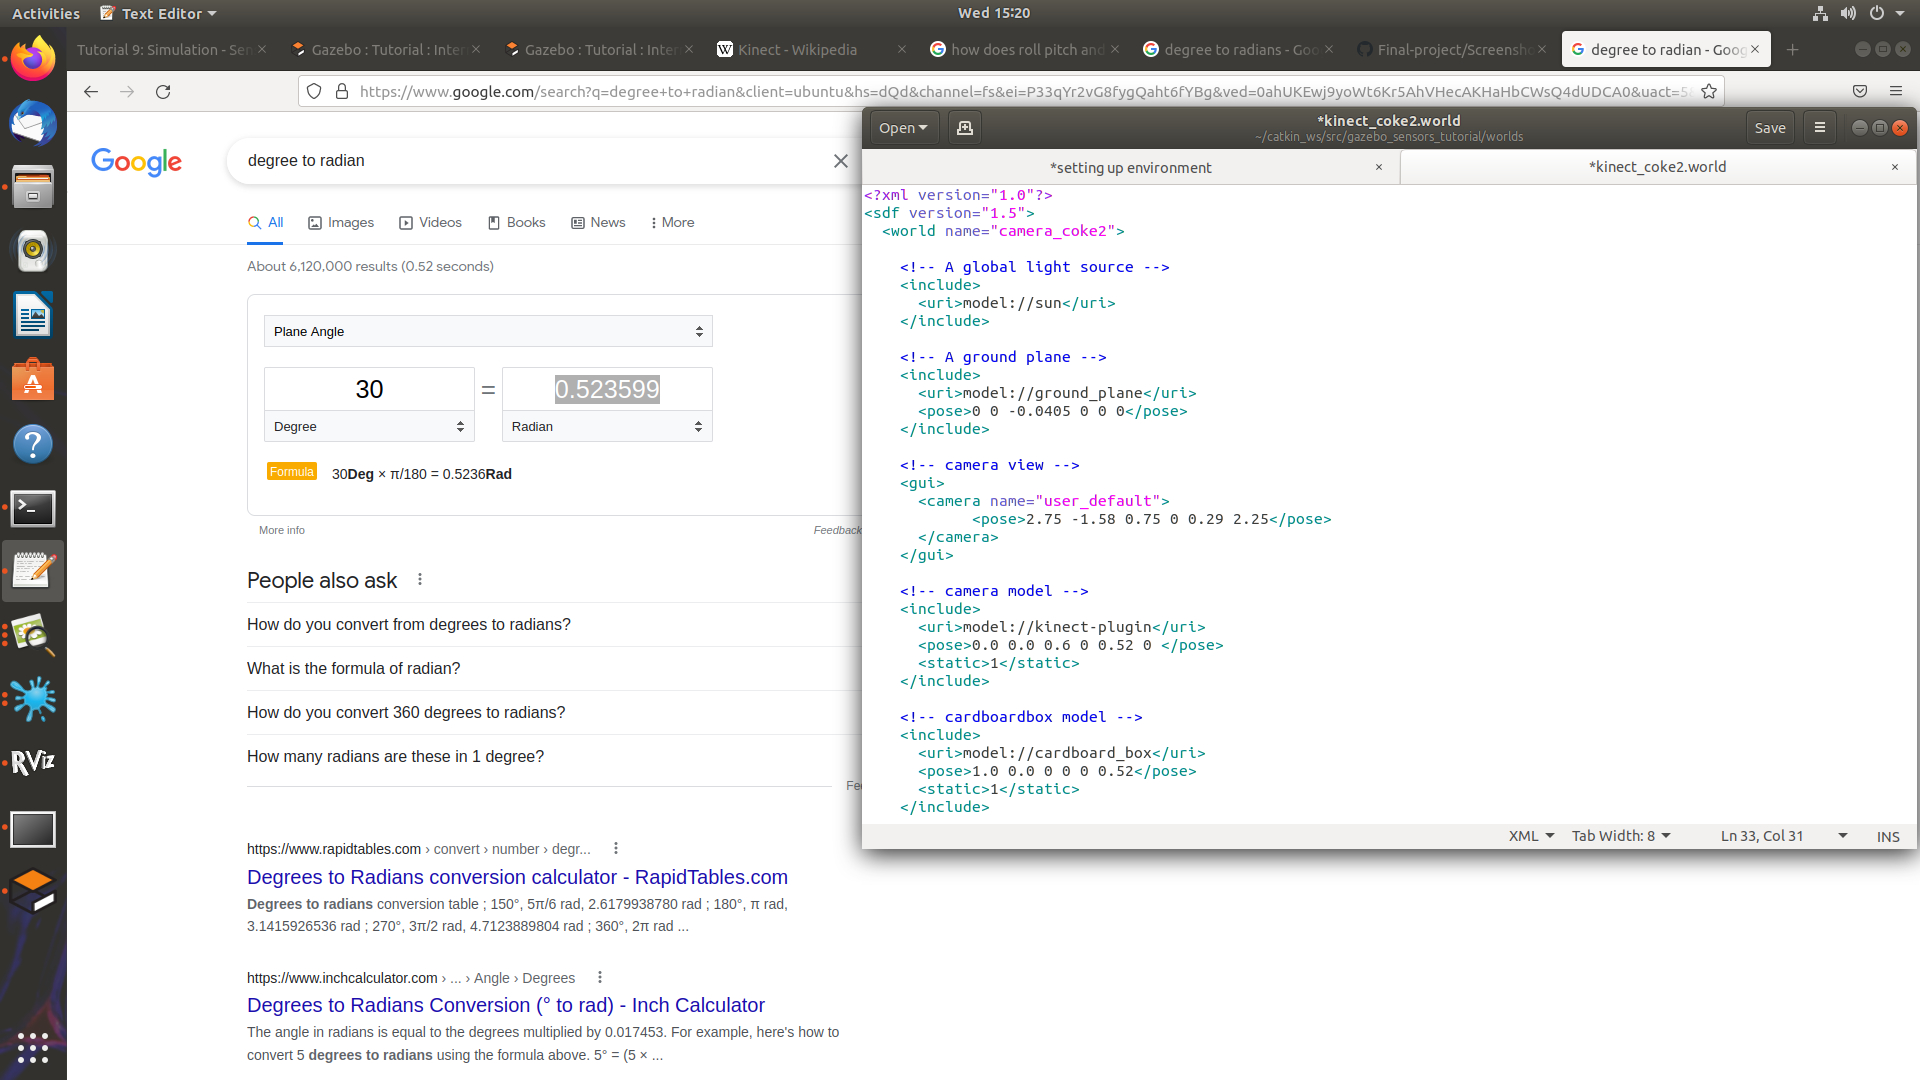 Activities
Text Editor
Wed 15:20
Tutorial 9: Simulation - Sen
Gazebo : Tutorial : Inter
Gazebo : Tutorial : Inter
Kinect - Wikipedia
how does roll pitch and
degree to radians - Goo
Final-project/Screensho
degree to radian - Goog
https://www.google.com/search?q=degree+to+radian&client=ubuntu&hs=dQd&channel=fs&ei=P33qYr2vG8fygQaht6fYBg&ved=0ahUKEwj9yoWt6Kr5AhVHecAKHaHbCWsQ4dUDCA0&uact=5
Google
degree to radian
All
Images
Videos
Books
News
More
About 6,120,000 results (0.52 seconds)
Plane Angle
30
=
0.523599
Degree
Radian
Formula
30Deg × π/180 = 0.5236Rad
More info
Feedback
People also ask
How do you convert from degrees to radians?
What is the formula of radian?
How do you convert 360 degrees to radians?
How many radians are these in 1 degree?
https://www.rapidtables.com › convert › number › degr...
Degrees to Radians conversion calculator - RapidTables.com
Degrees to radians conversion table ; 150°, 5π/6 rad, 2.6179938780 rad ; 180°, π rad,
3.1415926536 rad ; 270°, 3π/2 rad, 4.7123889804 rad ; 360°, 2π rad ...
https://www.inchcalculator.com › ... › Angle › Degrees
Degrees to Radians Conversion (° to rad) - Inch Calculator
The angle in radians is equal to the degrees multiplied by 0.017453. For example, here's how to
convert 5 degrees to radians using the formula above. 5° = (5 × ...
Open
*kinect_coke2.world
~/catkin_ws/src/gazebo_sensors_tutorial/worlds
Save
*setting up environment
*kinect_coke2.world
<?xml version="1.0"?>
<sdf version="1.5">
<world name="camera_coke2">
<!-- A global light source -->
<include>
<uri>model://sun</uri>
</include>
<!-- A ground plane -->
<include>
<uri>model://ground_plane</uri>
<pose>0 0 -0.0405 0 0 0</pose>
</include>
<!-- camera view -->
<gui>
<camera name="user_default">
<pose>2.75 -1.58 0.75 0 0.29 2.25</pose>
</camera>
</gui>
<!-- camera model -->
<include>
<uri>model://kinect-plugin</uri>
<pose>0.0 0.0 0.6 0 0.52 0 </pose>
<static>1</static>
</include>
<!-- cardboardbox model -->
<include>
<uri>model://cardboard_box</uri>
<pose>1.0 0.0 0 0 0 0.52</pose>
<static>1</static>
</include>
XML
Tab Width: 8
Ln 33, Col 31
INS
RViz